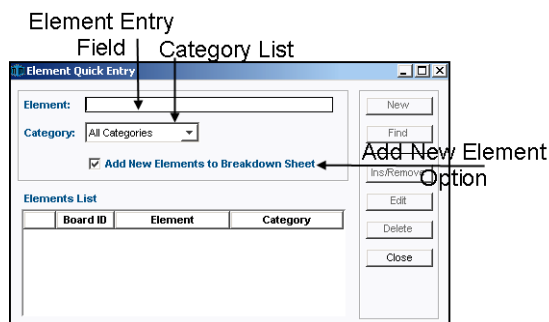 Element Entry
Field
Category List
Element Quick Entry
Element:
New
Category: All Categories
Find
Add New Element
Add New Elements to Breakdown Sheet
Ins/Remove
Option
Elements List
Edit
Board ID Element Category
Delete
Close